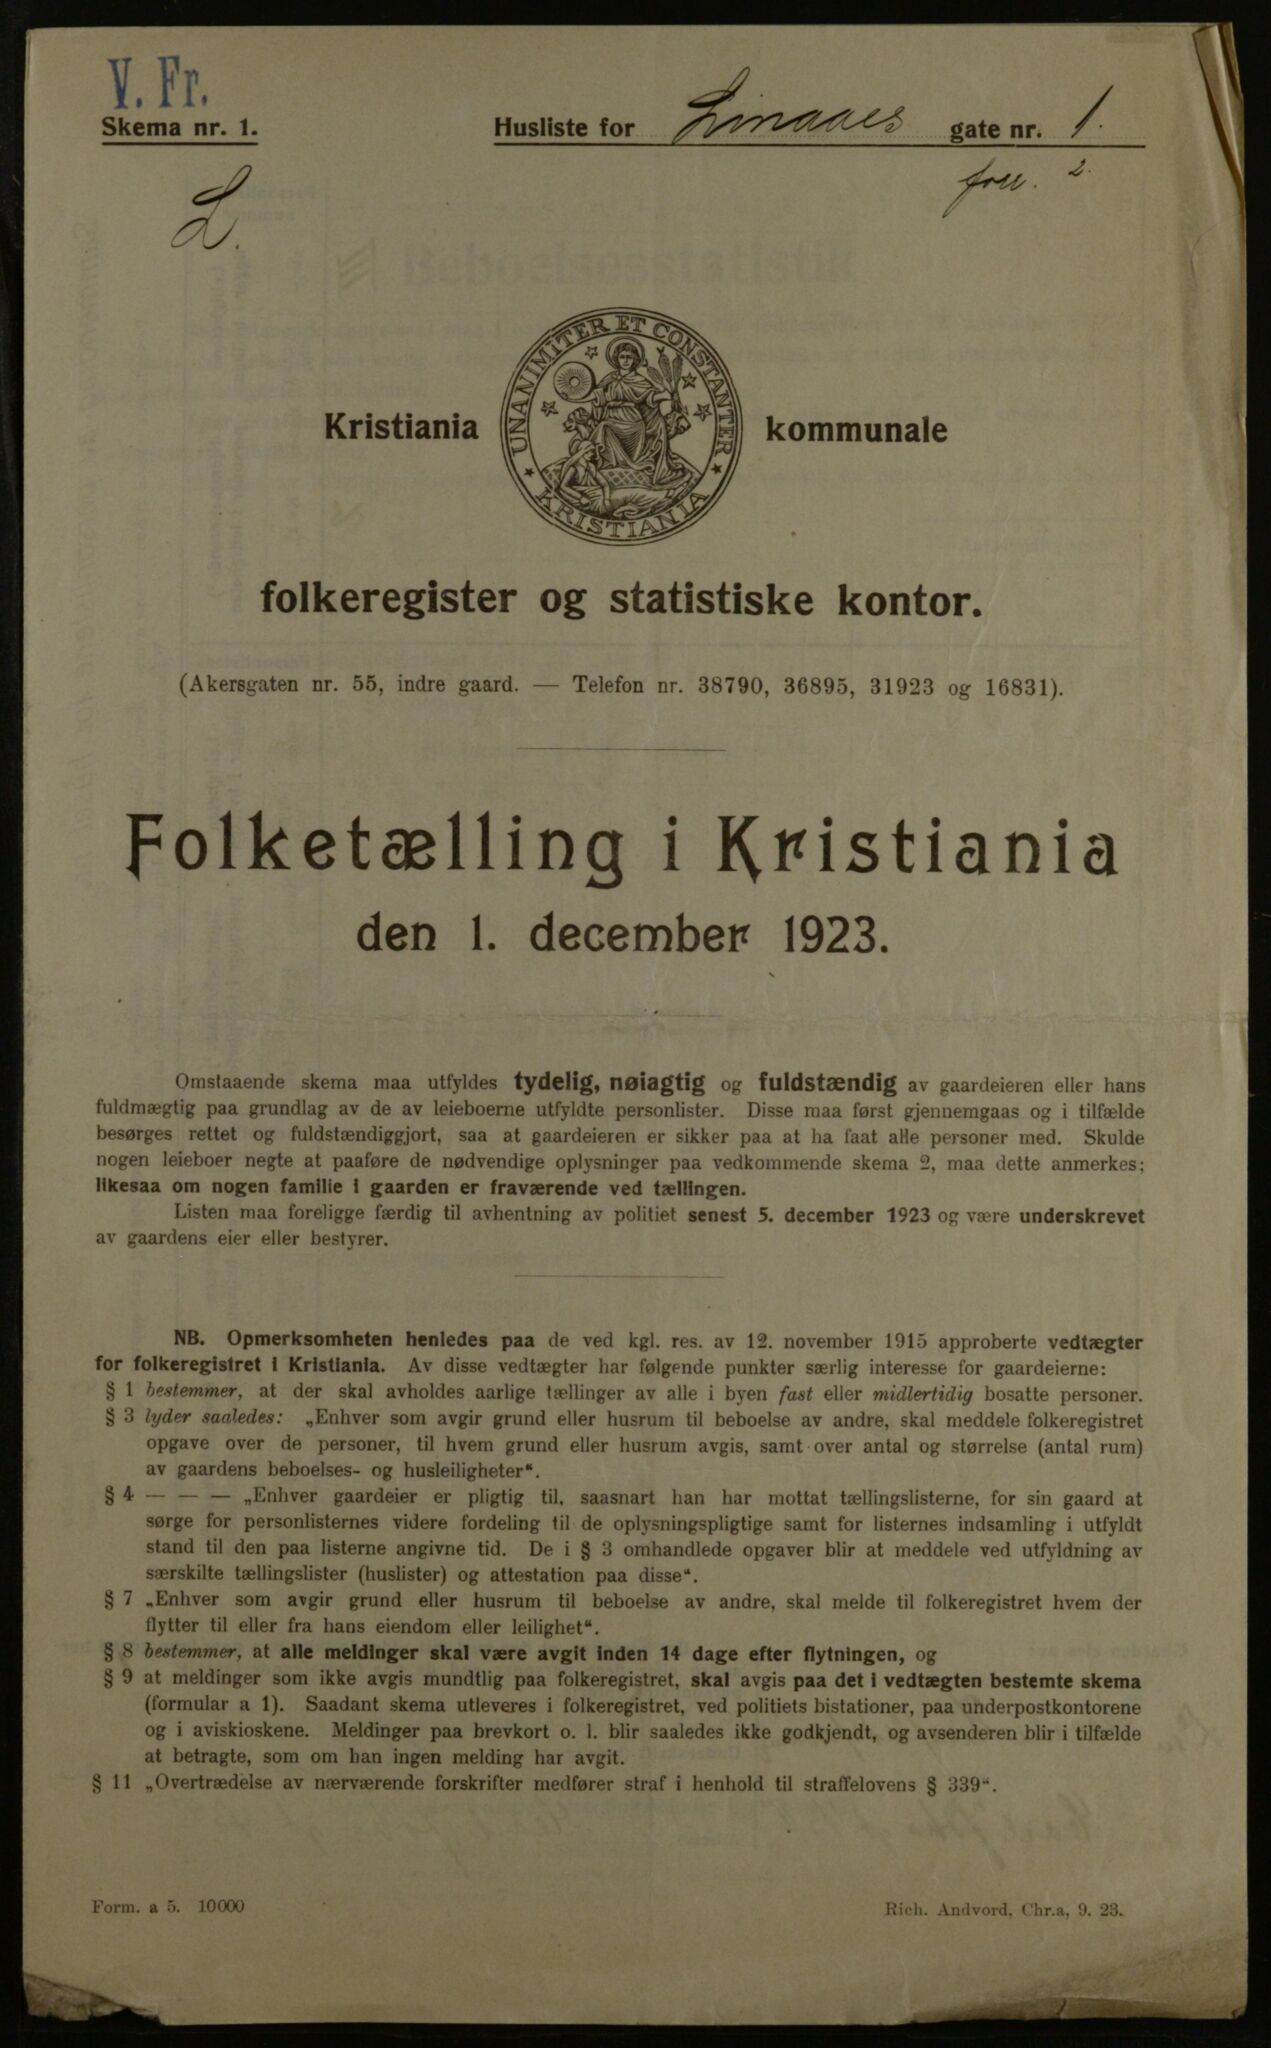 V. Fr.
Skema nr. 1.
Husliste for Linaaes gate nr. 1.
forr. 2.
L.
UNANIMITER ET CONSTANTER
KRISTIANIA
Kristiania kommunale
folkeregister og statistiske kontor.
(Akersgaten nr. 55, indre gaard. — Telefon nr. 38790, 36895, 31923 og 16831).
Folketælling i Kristiania
den 1. december 1923.
Omstaaende skema maa utfyldes tydelig, nøiagtig og fuldstændig av gaardeieren eller hans
fuldmægtig paa grundlag av de av leieboerne utfyldte personlister. Disse maa først gjennemgaas og i tilfælde
besørges rettet og fuldstændiggjort, saa at gaardeieren er sikker paa at ha faat alle personer med. Skulde
nogen leieboer negte at paaføre de nødvendige oplysninger paa vedkommende skema 2, maa dette anmerkes;
likesaa om nogen familie i gaarden er fraværende ved tællingen.
Listen maa foreligge færdig til avhentning av politiet senest 5. december 1923 og være underskrevet
av gaardens eier eller bestyrer.
NB. Opmerksomheten henledes paa de ved kgl. res. av 12. november 1915 approberte vedtægter
for folkeregistret i Kristiania. Av disse vedtægter har følgende punkter særlig interesse for gaardeierne:
§ 1 bestemmer, at der skal avholdes aarlige tællinger av alle i byen fast eller midlertidig bosatte personer.
§ 3 lyder saaledes: „Enhver som avgir grund eller husrum til beboelse av andre, skal meddele folkeregistret
opgave over de personer, til hvem grund eller husrum avgis, samt over antal og størrelse (antal rum)
av gaardens beboelses- og husleiligheter“.
§ 4 — — — „Enhver gaardeier er pligtig til, saasnart han har mottat tællingslisterne, for sin gaard at
sørge for personlisternes videre fordeling til de oplysningspligtige samt for listernes indsamling i utfyldt
stand til den paa listerne angivne tid. De i § 3 omhandlede opgaver blir at meddele ved utfyldning av
særskilte tællingslister (huslister) og attestation paa disse“.
§ 7 „Enhver som avgir grund eller husrum til beboelse av andre, skal melde til folkeregistret hvem der
flytter til eller fra hans eiendom eller leilighet“.
§ 8 bestemmer, at alle meldinger skal være avgit inden 14 dage efter flytningen, og
§ 9 at meldinger som ikke avgis mundtlig paa folkeregistret, skal avgis paa det i vedtægten bestemte skema
(formular a 1). Saadant skema utleveres i folkeregistret, ved politiets bistationer, paa underpostkontorene
og i aviskioskene. Meldinger paa brevkort o. l. blir saaledes ikke godkjendt, og avsenderen blir i tilfælde
at betragte, som om han ingen melding har avgit.
§ 11 „Overtrædelse av nærværende forskrifter medfører straf i henhold til straffelovens § 339“.
Form. a 5. 10000
Rich. Andvord, Chr.a, 9. 23.